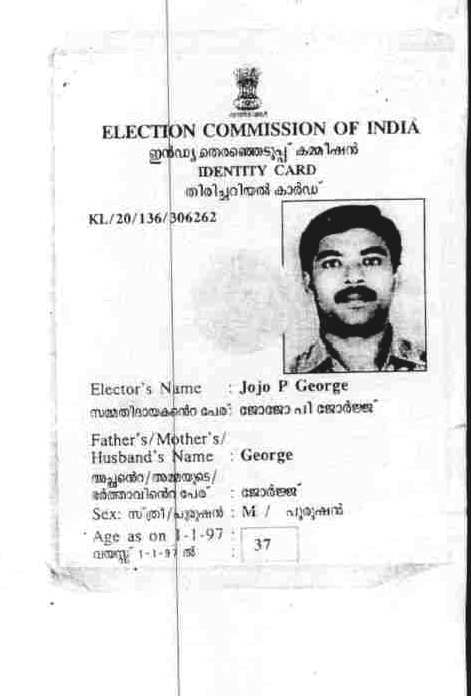 ELECTION COMMISSION OF INDIA
ഇൻഡ്യ തെരഞ്ഞെടുപ്പ് കമ്മീഷൻ
IDENTITY CARD
തിരിച്ചറിയൽ കാർഡ്
KL/20/136/306262
Elector's Name : Jojo P George
സമ്മതിദായകന്റെ പേര് : ജോജോ പി ജോർജ്ജ്
Father's/Mother's/
Husband's Name : George
അച്ഛന്റെ/അമ്മയുടെ/
ഭർത്താവിന്റെ പേര് : ജോർജ്ജ്
Sex: സ്ത്രീ/പുരുഷൻ : M / പുരുഷൻ
Age as on 1-1-97 : 37
വയസ്സ് 1-1-97 ൽ :